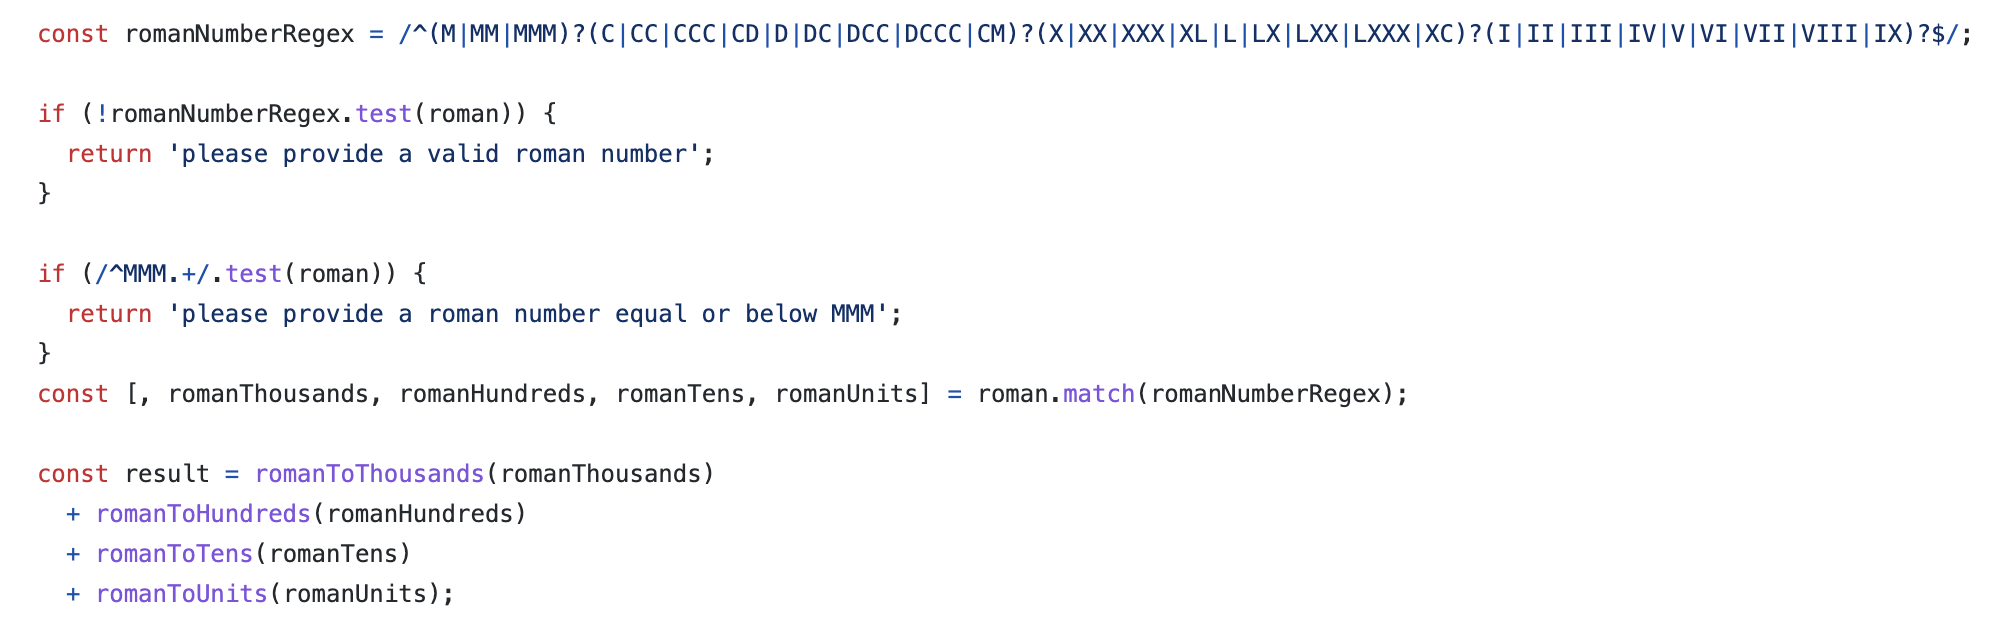 const romanNumberRegex = /^(M|MM|MMM)?(C|CC|CCC|CD|D|DC|DCC|DCCC|CM)?(X|XX|XXX|XL|L|LX|LXX|LXXX|XC)?(I|II|III|IV|V|VI|VII|VIII|IX)?$/;
if (!romanNumberRegex.test(roman)) {
return 'please provide a valid roman number';
}
if (/^MMM.+/.test(roman)) {
return 'please provide a roman number equal or below MMM';
}
const [, romanThousands, romanHundreds, romanTens, romanUnits] = roman.match(romanNumberRegex);
const result = romanToThousands(romanThousands)
+ romanToHundreds(romanHundreds)
+ romanToTens(romanTens)
+ romanToUnits(romanUnits);